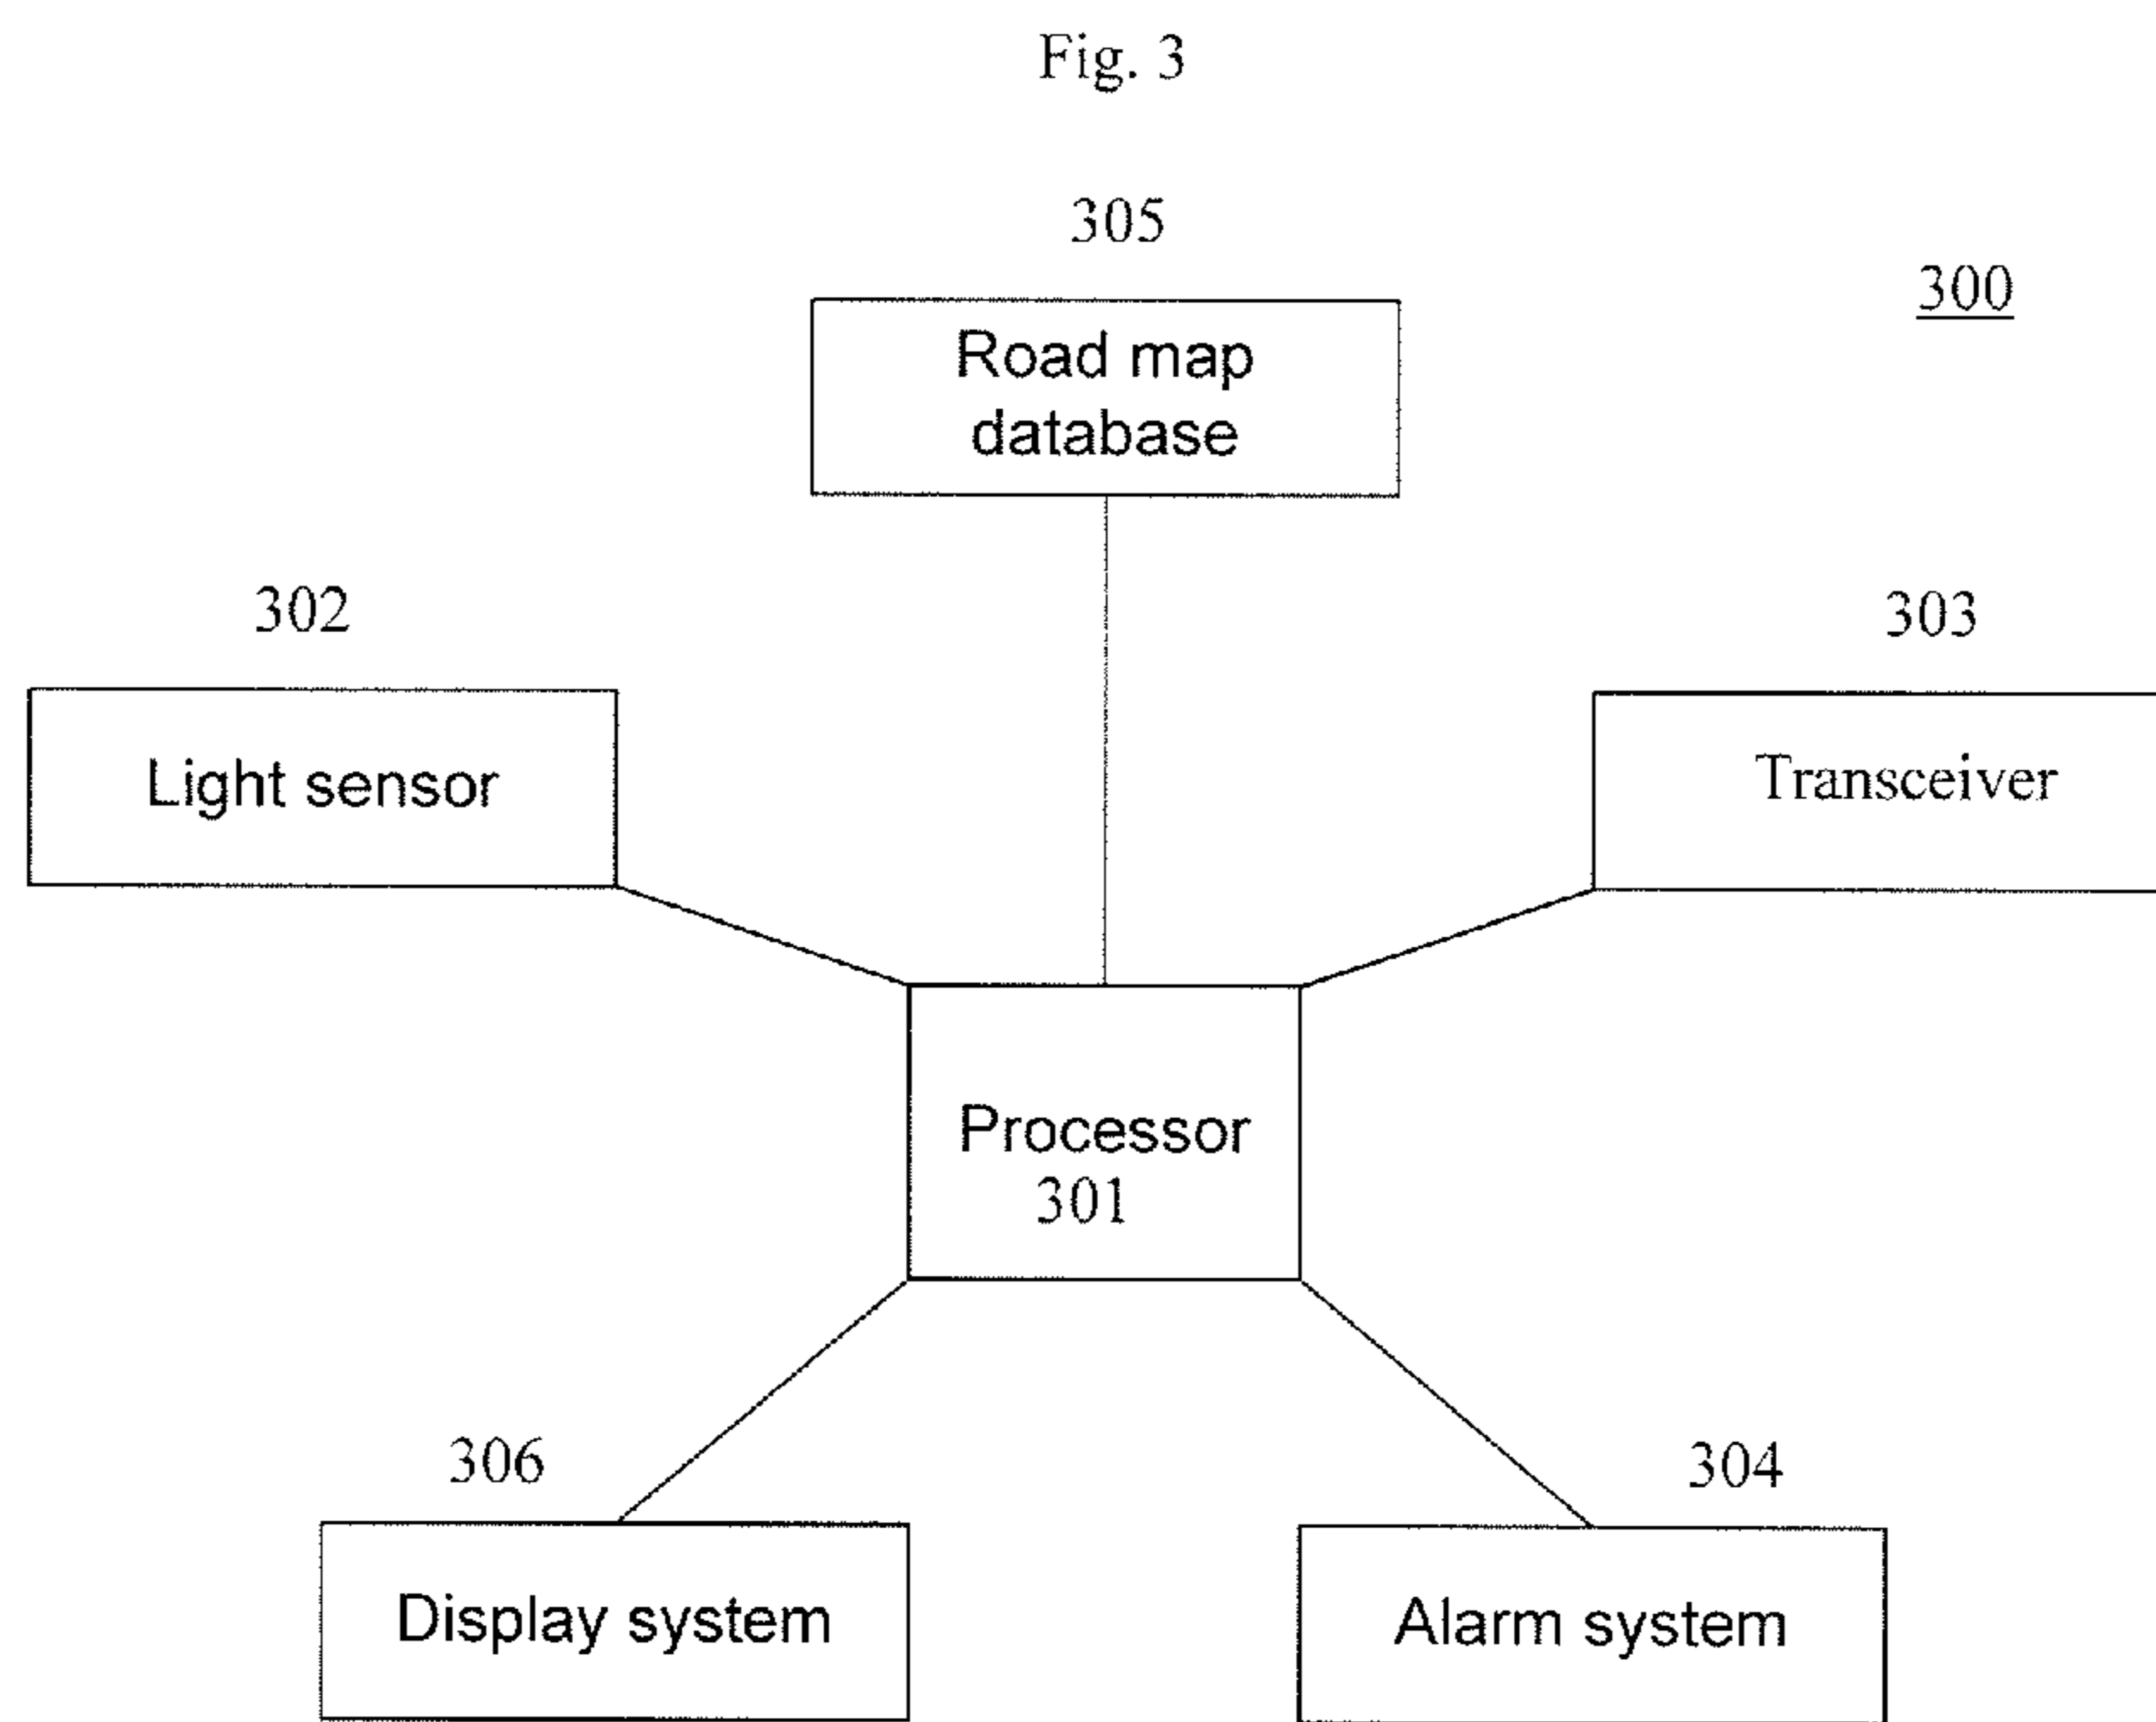 Fig. 3
305
300
Road map
database
302
303
Light sensor
Transceiver
Processor
301
306
304
Display system
Alarm system